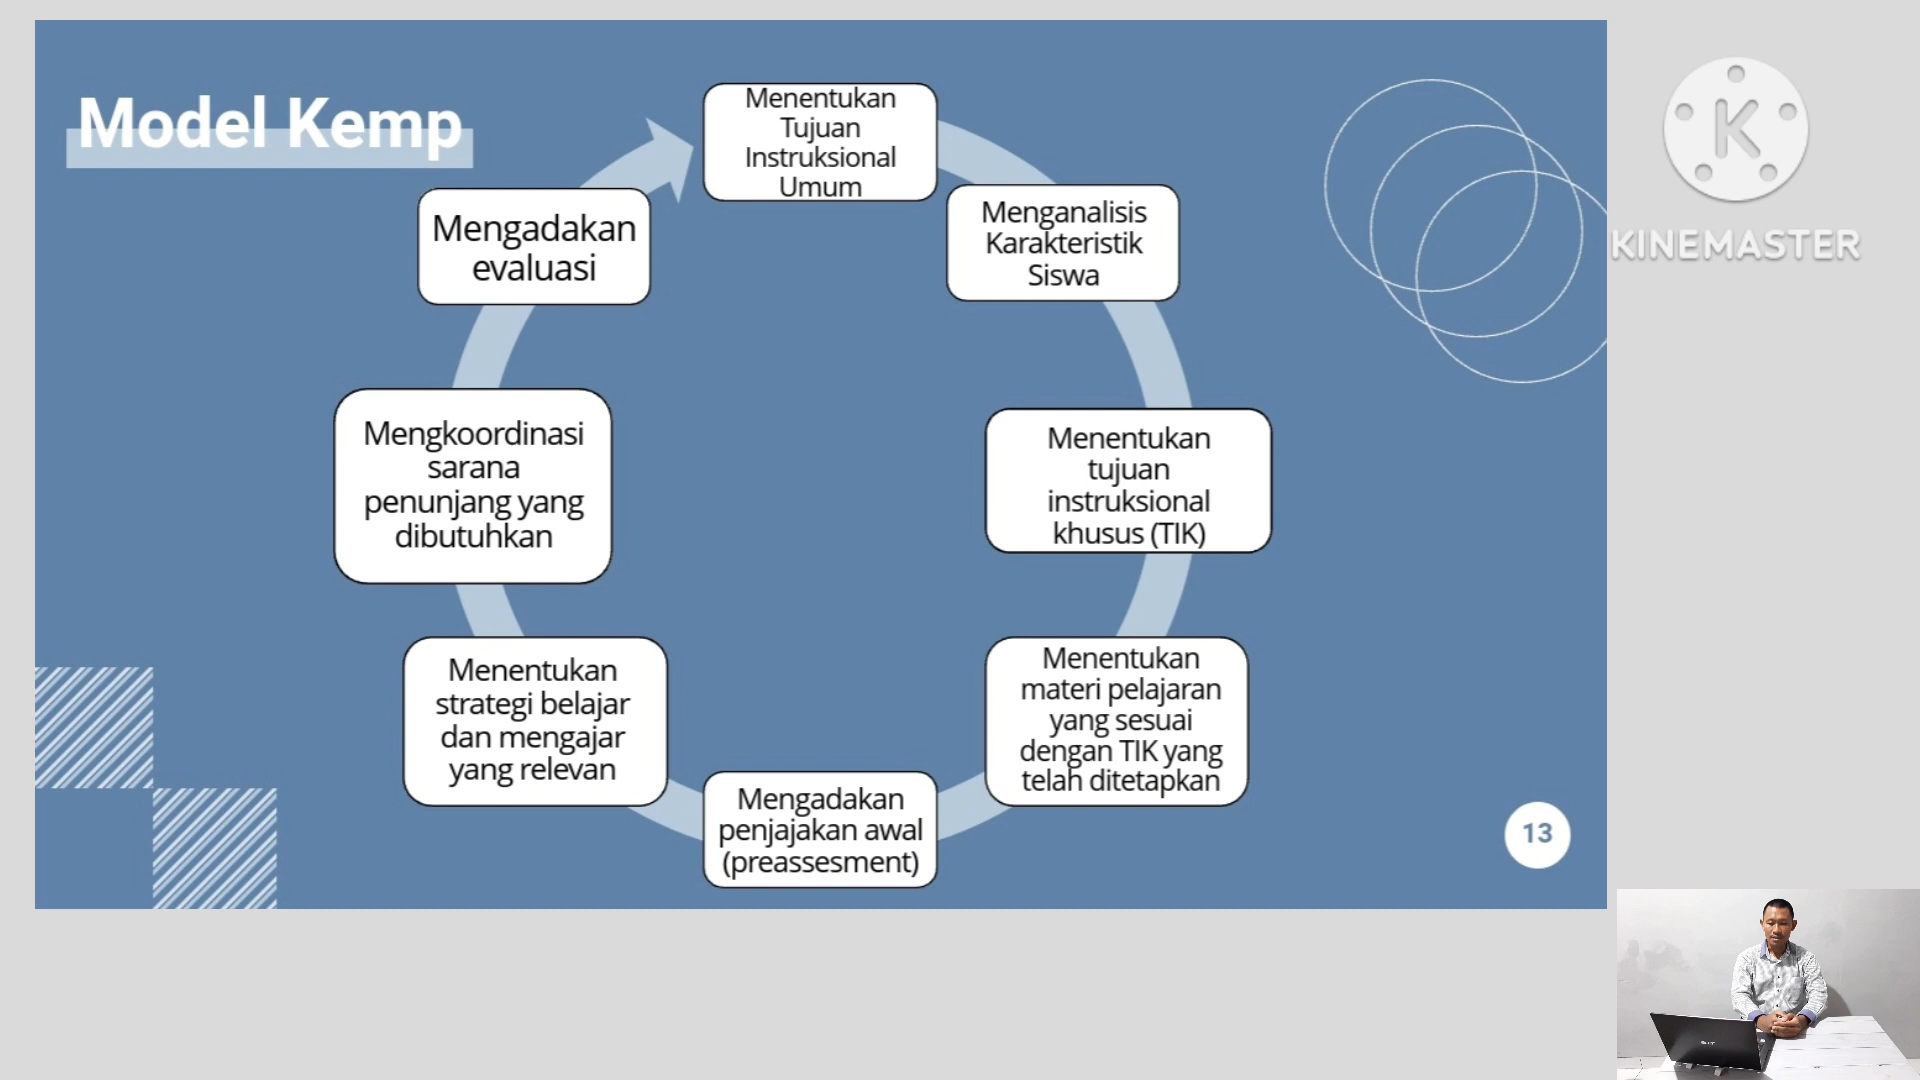 Model Kemp
Menentukan
Tujuan
Instruksional
Umum
Menganalisis
Karakteristik
Siswa
Menentukan
tujuan
instruksional
khusus (TIK)
Menentukan
materi pelajaran
yang sesuai
dengan TIK yang
telah ditetapkan
Mengadakan
penjajakan awal
(preassesment)
Menentukan
strategi belajar
dan mengajar
yang relevan
Mengkoordinasi
sarana
penunjang yang
dibutuhkan
Mengadakan
evaluasi
13
K
KINEMASTER